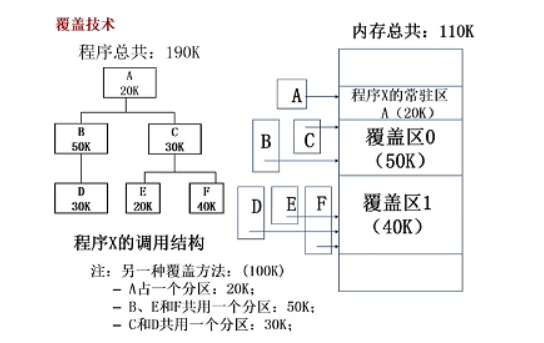 覆盖技术
程序总共：190K
A
20K
B
50K
C
30K
D
30K
E
20K
F
40K
程序X的调用结构
内存总共：110K
A
程序X的常驻区
A（20K）
B
C
覆盖区0
（50K）
D
E
F
覆盖区1
（40K）
注：另一种覆盖方法：(100K)
– A占一个分区：20K；
– B、E和F共用一个分区：50K；
– C和D共用一个分区：30K；